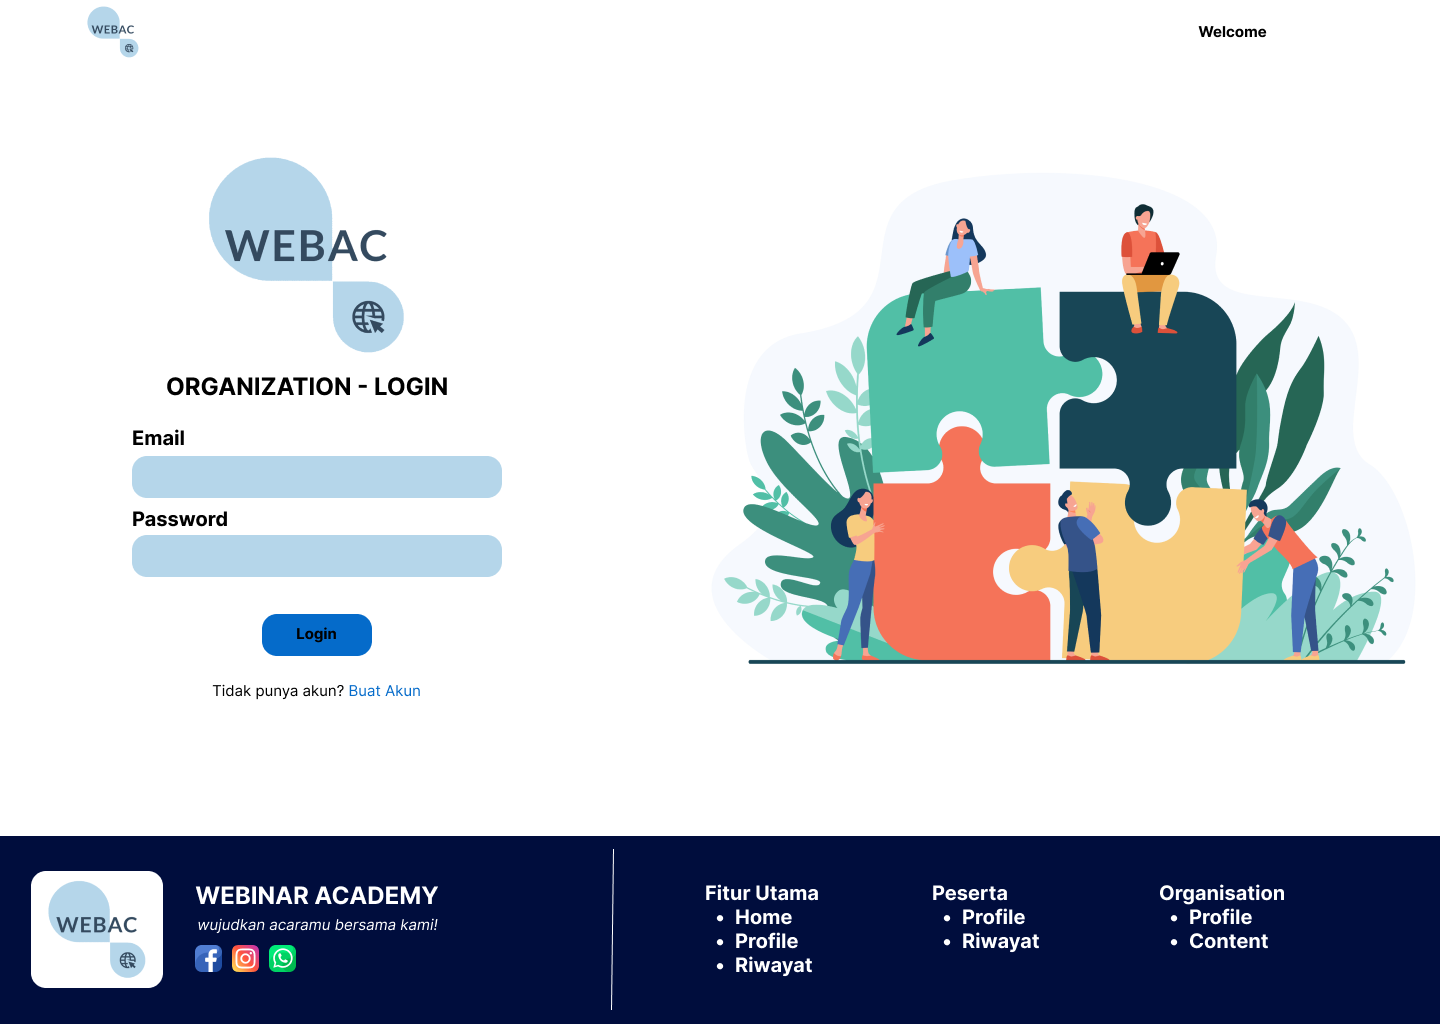 WEBAC
Welcome
WEBAC
ORGANIZATION - LOGIN
Email
Password
Login
Tidak punya akun? Buat Akun
WEBAC
WEBINAR ACADEMY
wujudkan acaramu bersama kami!
Fitur Utama
• Home
• Profile
• Riwayat
Peserta
• Profile
• Riwayat
Organisation
• Profile
• Content